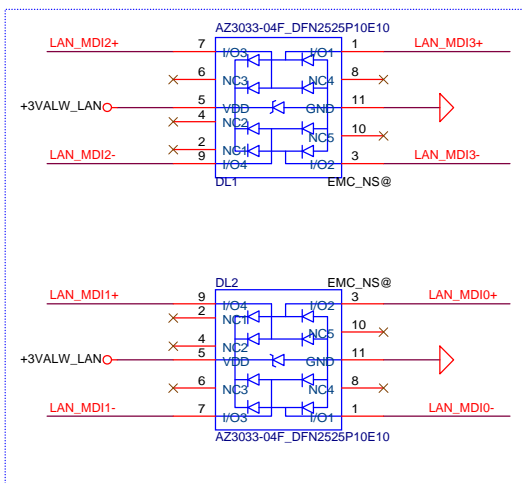 AZ3033-04F_DFN2525P10E10
LAN_MDI2+ 7 I/O3 I/O1 1 LAN_MDI3+
6 NC3 NC4 8
+3VALW_LAN 5 VDD GND 11
4 NC2 NC5 10
2 NC1
LAN_MDI2- 9 I/O4 I/O2 3 LAN_MDI3-
DL1 EMC_NS@
DL2 EMC_NS@
LAN_MDI1+ 9 I/O4 I/O2 3 LAN_MDI0+
2 NC1 NC5 10
4 NC2
+3VALW_LAN 5 VDD GND 11
6 NC3 NC4 8
LAN_MDI1- 7 I/O3 I/O1 1 LAN_MDI0-
AZ3033-04F_DFN2525P10E10